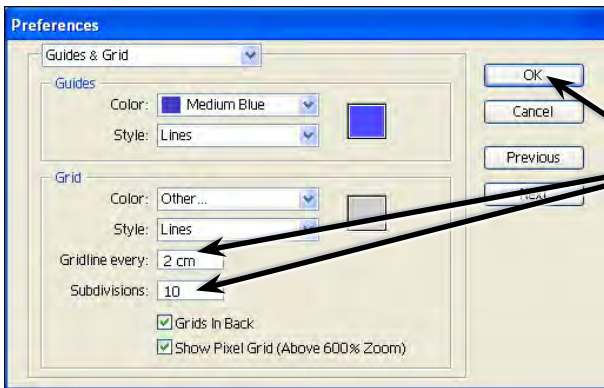 Preferences
Guides & Grid
Guides
Color: Medium Blue
Style: Lines
Grid
Color: Other...
Style: Lines
Gridline every: 2 cm
Subdivisions: 10
Grids In Back
Show Pixel Grid (Above 600% Zoom)
OK
Cancel
Previous
Next